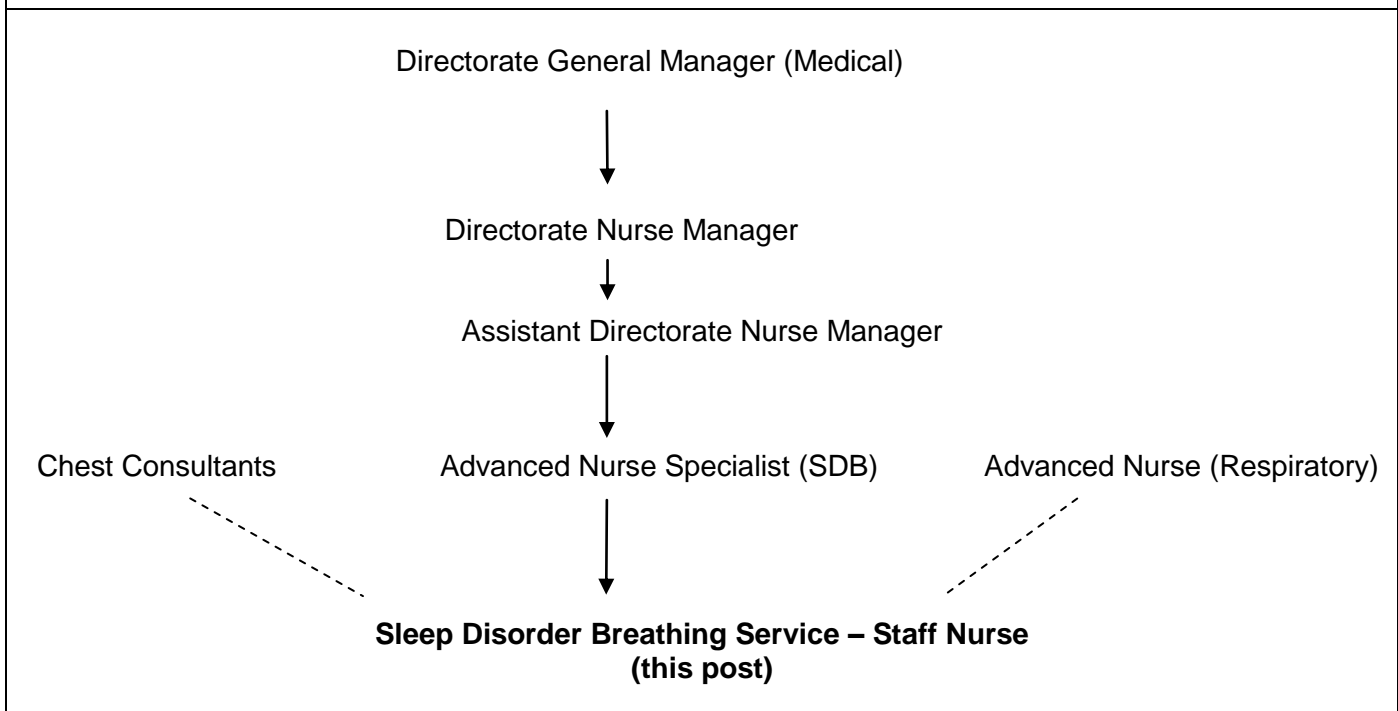 Directorate General Manager (Medical)
Directorate Nurse Manager
Assistant Directorate Nurse Manager
Chest Consultants
Advanced Nurse Specialist (SDB)
Advanced Nurse (Respiratory)
Sleep Disorder Breathing Service – Staff Nurse
(this post)